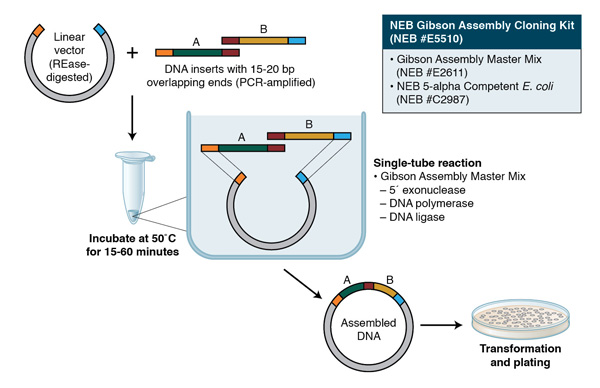 Linear
vector
(REase-
digested)
+
A
B
DNA inserts with 15-20 bp
overlapping ends (PCR-amplified)
NEB Gibson Assembly Cloning Kit
(NEB #E5510)
• Gibson Assembly Master Mix
(NEB #E2611)
• NEB 5-alpha Competent E. coli
(NEB #C2987)
A
B
Single-tube reaction
• Gibson Assembly Master Mix
– 5´ exonuclease
– DNA polymerase
– DNA ligase
Incubate at 50˚C
for 15-60 minutes
A
B
Assembled
DNA
Transformation
and plating